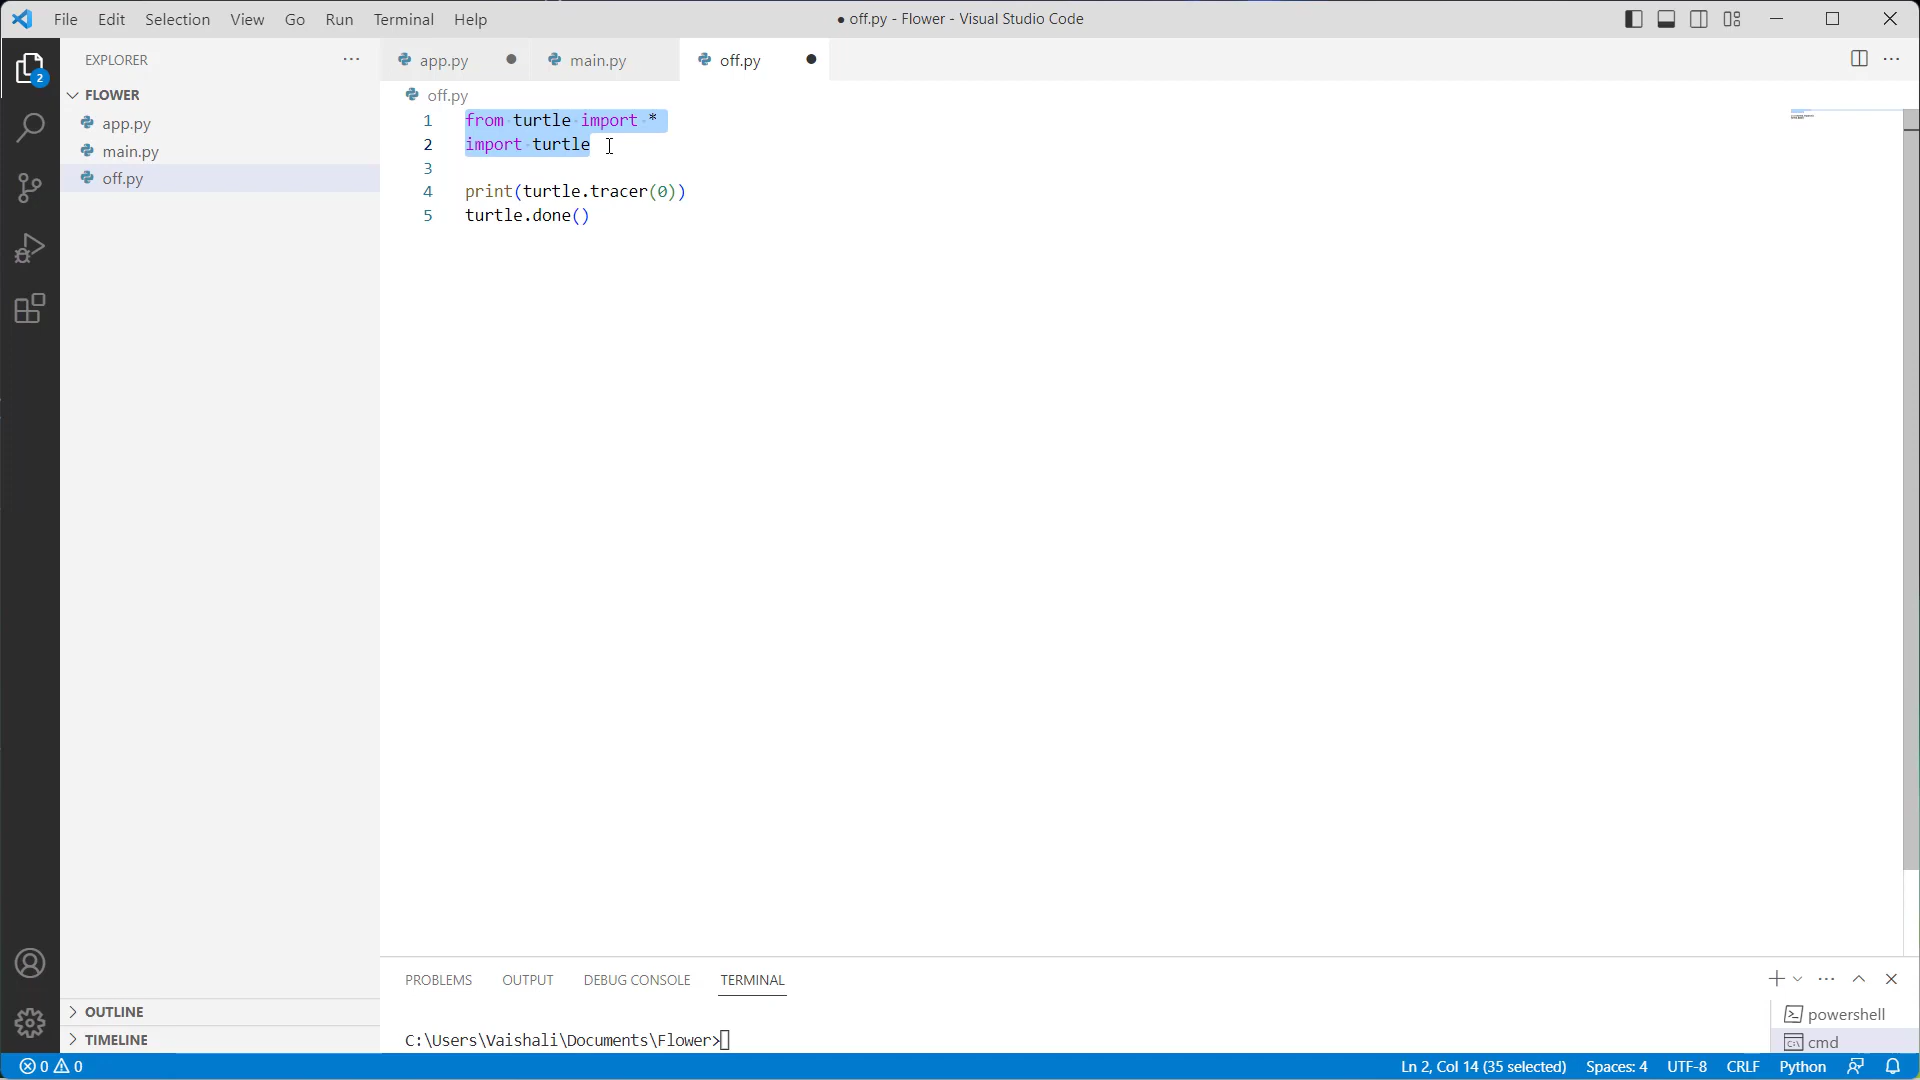 File Edit Selection View Go Run Terminal Help
● off.py - Flower - Visual Studio Code
EXPLORER
app.py
main.py
off.py
2
FLOWER
app.py
main.py
off.py
off.py
1 from turtle import *
2 import turtle
3
4 print(turtle.tracer(0))
5 turtle.done()
OUTLINE
TIMELINE
PROBLEMS OUTPUT DEBUG CONSOLE TERMINAL
C:\Users\Vaishali\Documents\Flower>
powershell
cmd
0 0
Ln 2, Col 14 (35 selected) Spaces: 4 UTF-8 CRLF Python